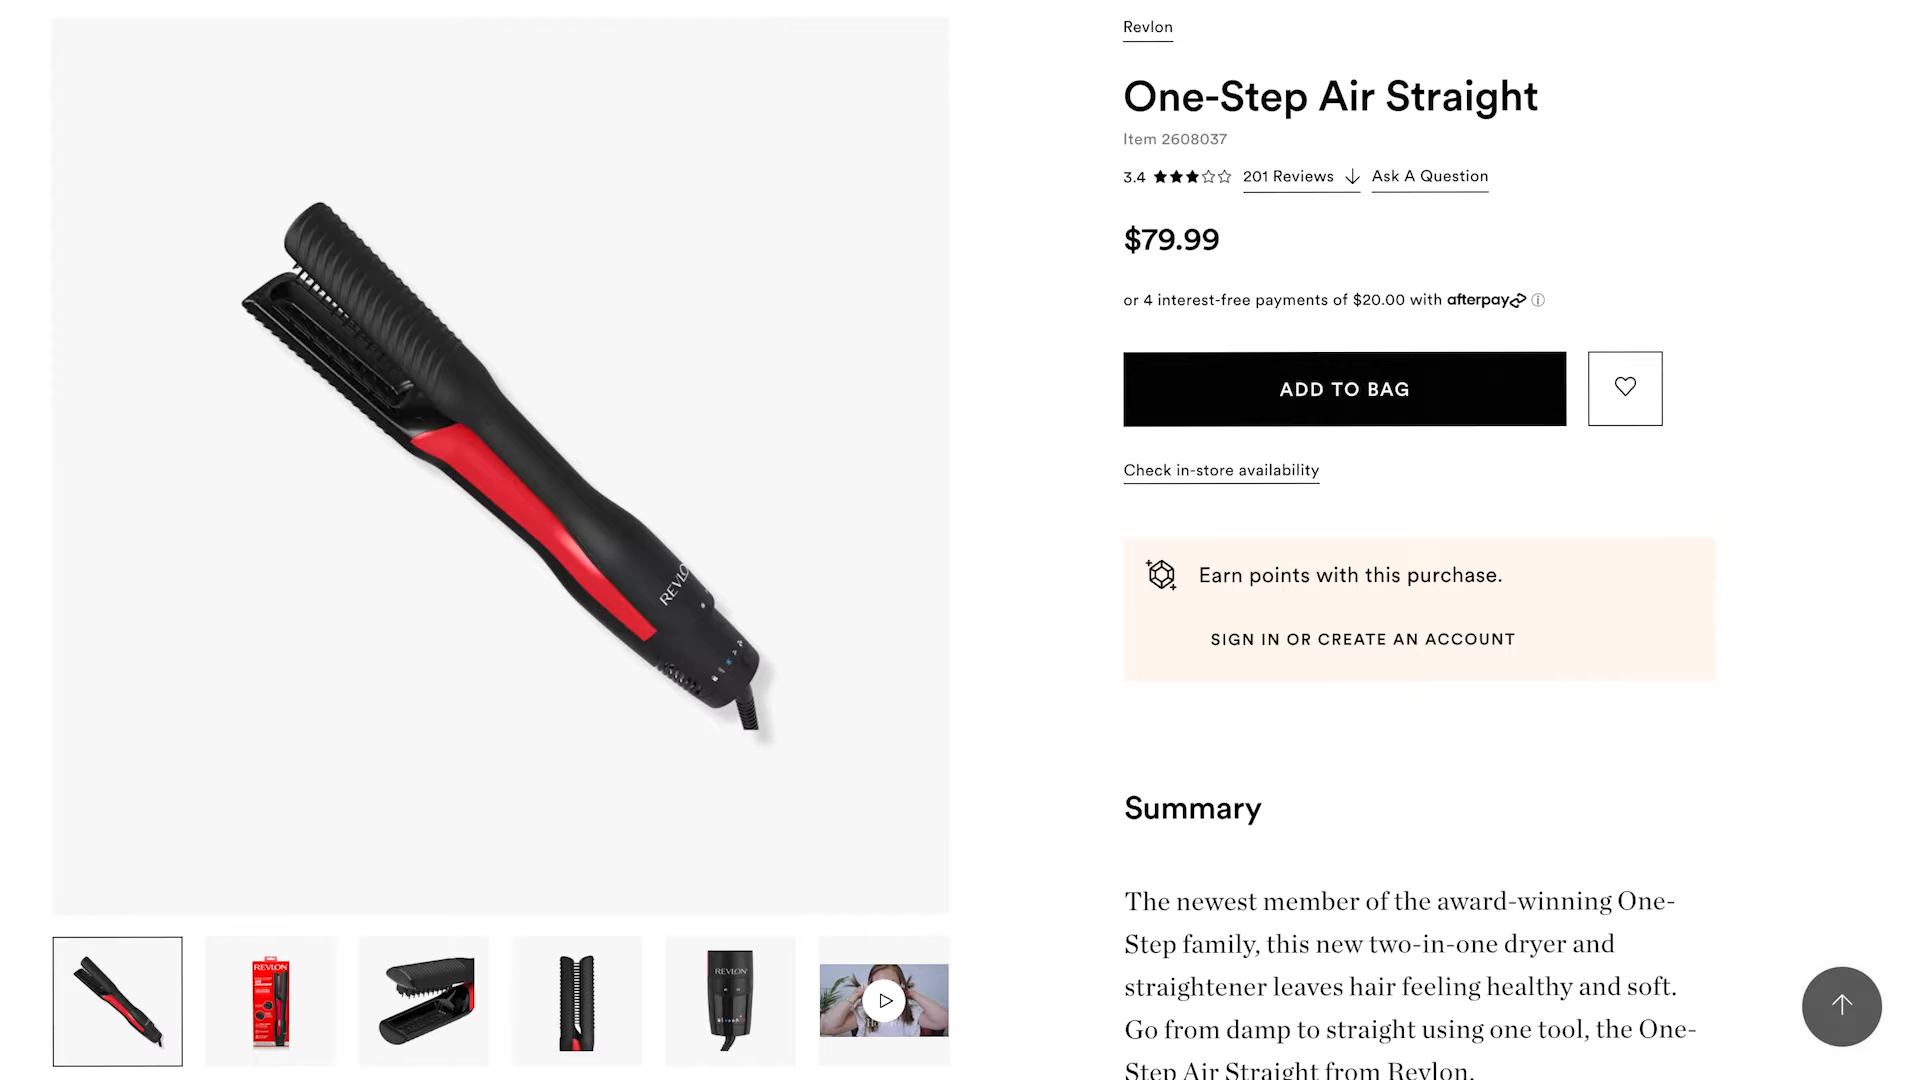 Revlon
One-Step Air Straight
Item 2608037
3.4 201 Reviews Ask A Question
$79.99
or 4 interest-free payments of $20.00 with afterpay
ADD TO BAG
Check in-store availability
Earn points with this purchase.
SIGN IN OR CREATE AN ACCOUNT
Summary
The newest member of the award-winning One-
Step family, this new two-in-one dryer and
straightener leaves hair feeling healthy and soft.
Go from damp to straight using one tool, the One-
Step Air Straight from Revlon.
REVLO
REVLON
REVLON